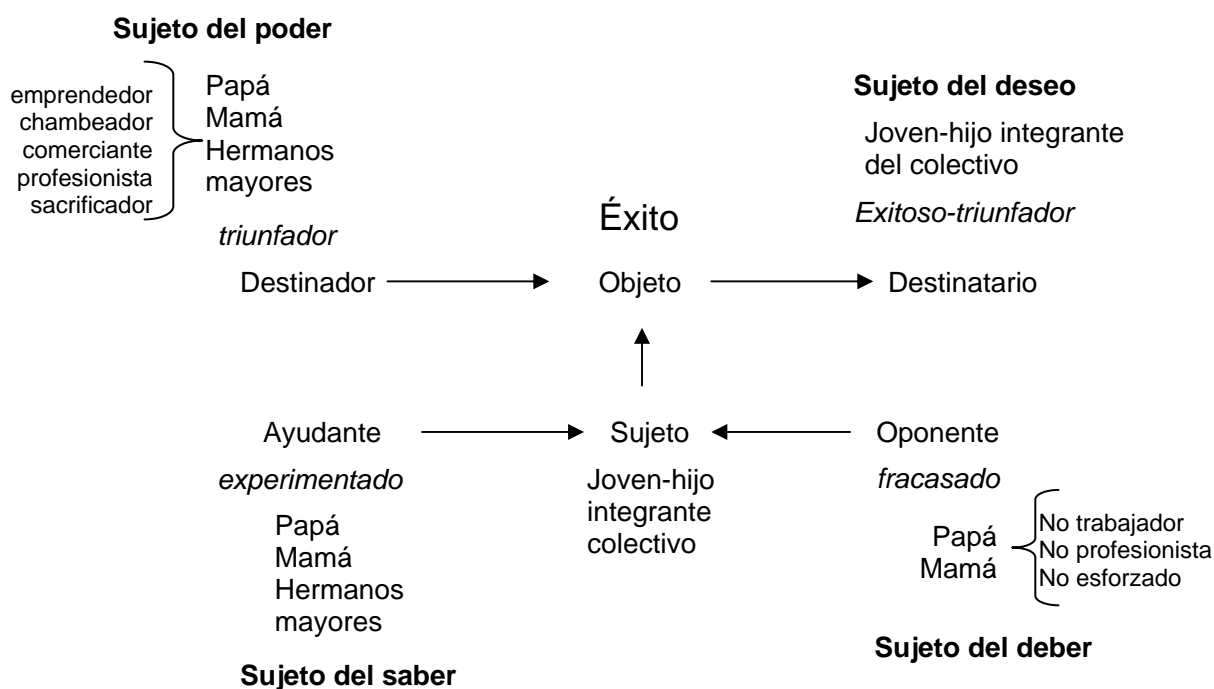 Sujeto del poder
emprendedor
chambeador
comerciante
profesionista
sacrificador
Papá
Mamá
Hermanos
mayores
triunfador
Destinador
Éxito
Objeto
Sujeto del deseo
Joven-hijo integrante
del colectivo
Exitoso-triunfador
Destinatario
Ayudante
experimentado
Papá
Mamá
Hermanos
mayores
Sujeto del saber
Sujeto
Joven-hijo
integrante
colectivo
Oponente
fracasado
Papá
Mamá
No trabajador
No profesionista
No esforzado
Sujeto del deber